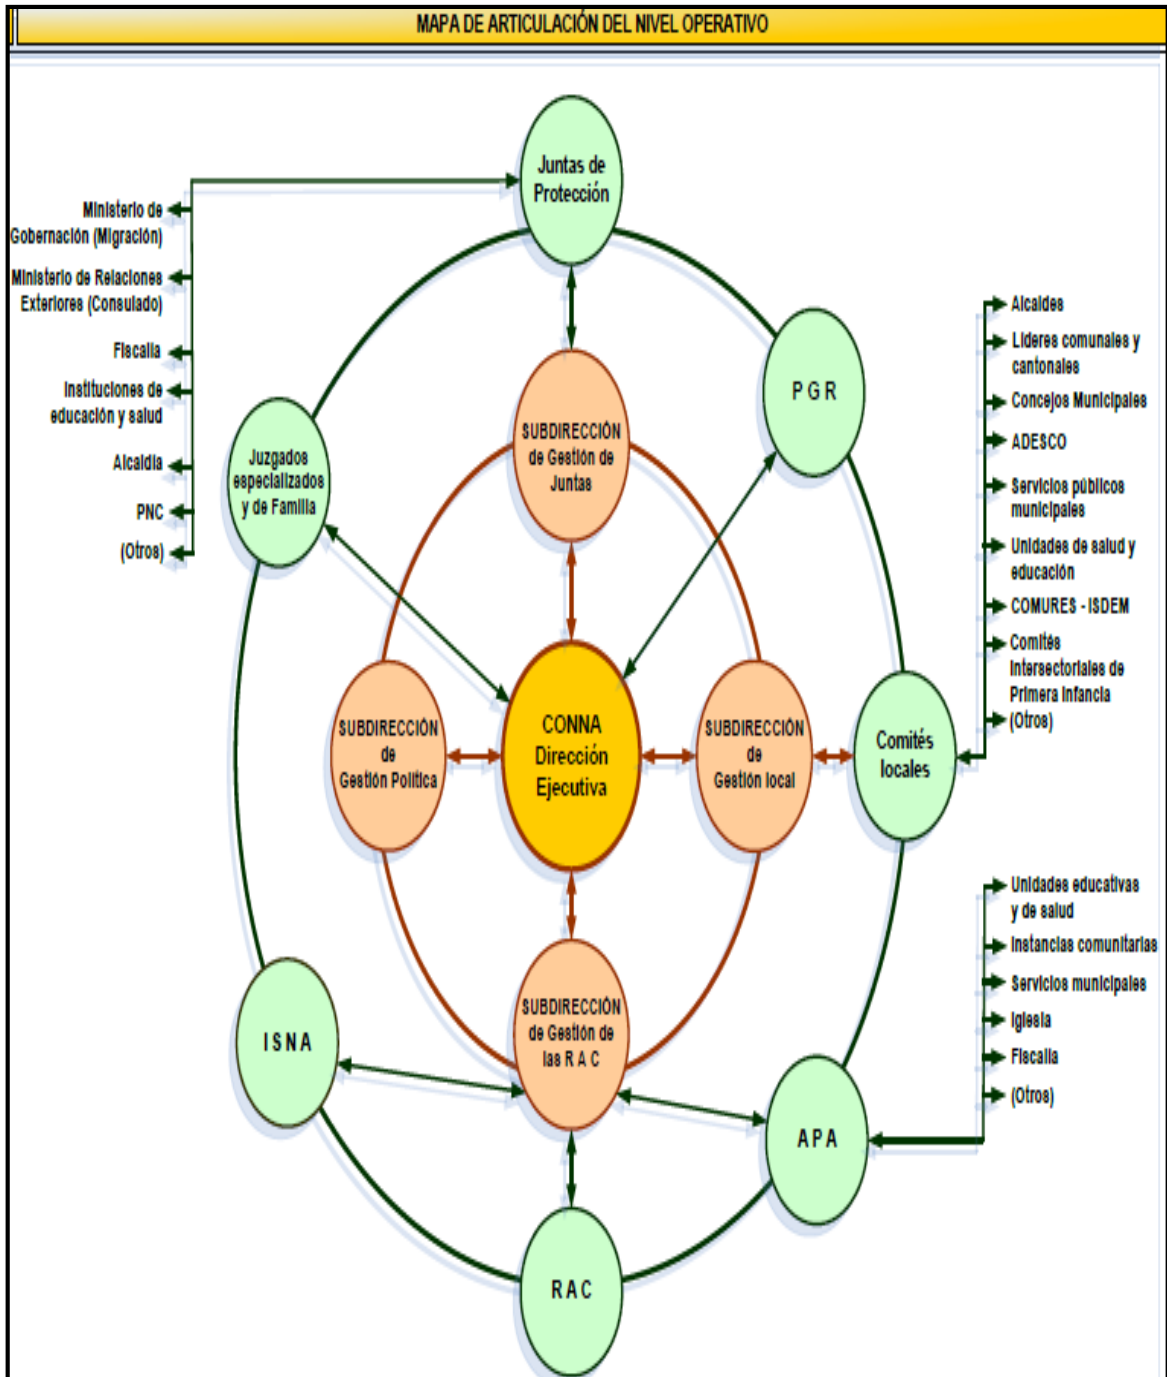 MAPA DE ARTICULACIÓN DEL NIVEL OPERATIVO
Juntas de
Protección
Ministerio de
Gobernación (Migración)
Ministerio de Relaciones
Exteriores (Consulado)
Fiscalía
Instituciones de
educación y salud
Alcaldía
PNC
(Otros)
Juzgados
especializados
y de Familia
SUBDIRECCIÓN
de Gestión de
Juntas
P G R
Alcaldes
Líderes comunales y
cantonales
Concejos Municipales
ADESCO
Servicios públicos
municipales
Unidades de salud y
educación
COMURES - ISDEM
Comités
Intersectoriales de
Primera Infancia
(Otros)
SUBDIRECCIÓN
de
Gestión Política
CONNA
Dirección
Ejecutiva
SUBDIRECCIÓN
de
Gestión local
Comités
locales
Unidades educativas
y de salud
Instancias comunitarias
Servicios municipales
Iglesia
Fiscalía
(Otros)
I S N A
SUBDIRECCIÓN
de Gestión de
las R A C
A P A
R A C